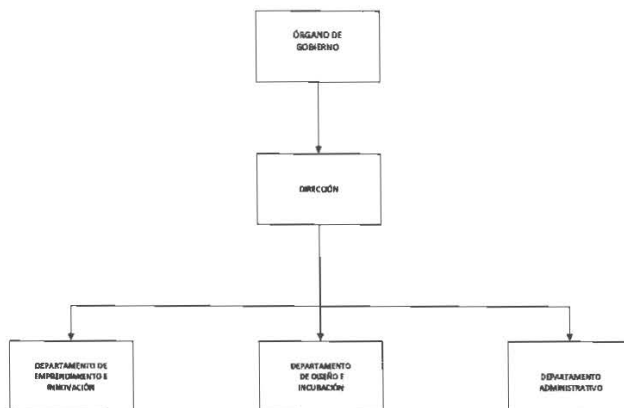 ÓRGANO DE
GOBIERNO
DIRECCIÓN
DEPARTAMENTO DE
EMPRENDIMIENTO E
INNOVACIÓN
DEPARTAMENTO
DE DISEÑO E
INCUBACIÓN
DEPARTAMENTO
ADMINISTRATIVO